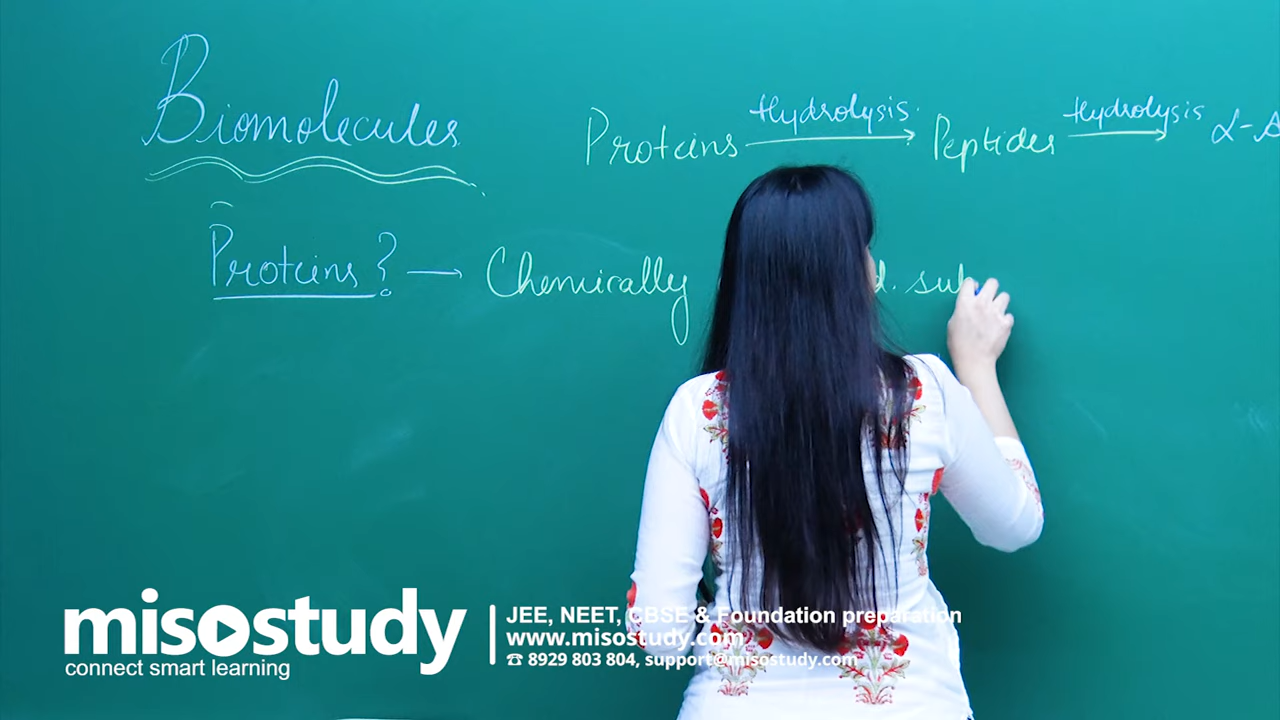 Biomolecules
Proteins Hydrolysis. Peptides Hydrolysis α-A
Proteins? Chemically d. sub
misostudy
connect smart learning
JEE, NEET, CBSE & Foundation preparation
www.misostudy.com
☎ 8929 803 804, support@misostudy.com